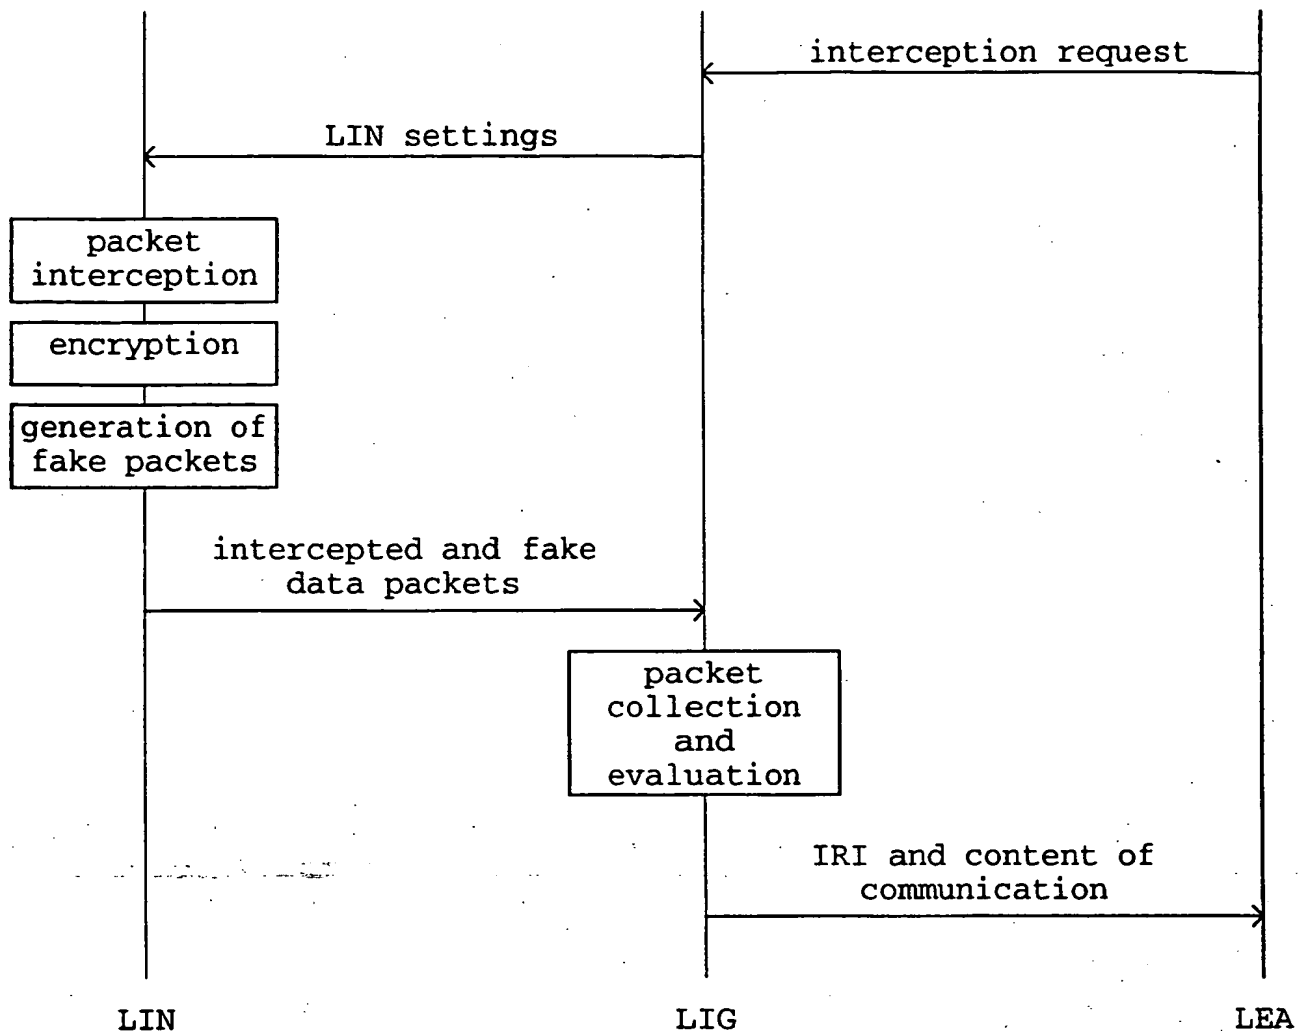 interception request
LIN settings
packet
interception
encryption
generation of
fake packets
intercepted and fake
data packets
packet
collection
and
evaluation
IRI and content of
communication
LIN
LIG
LEA